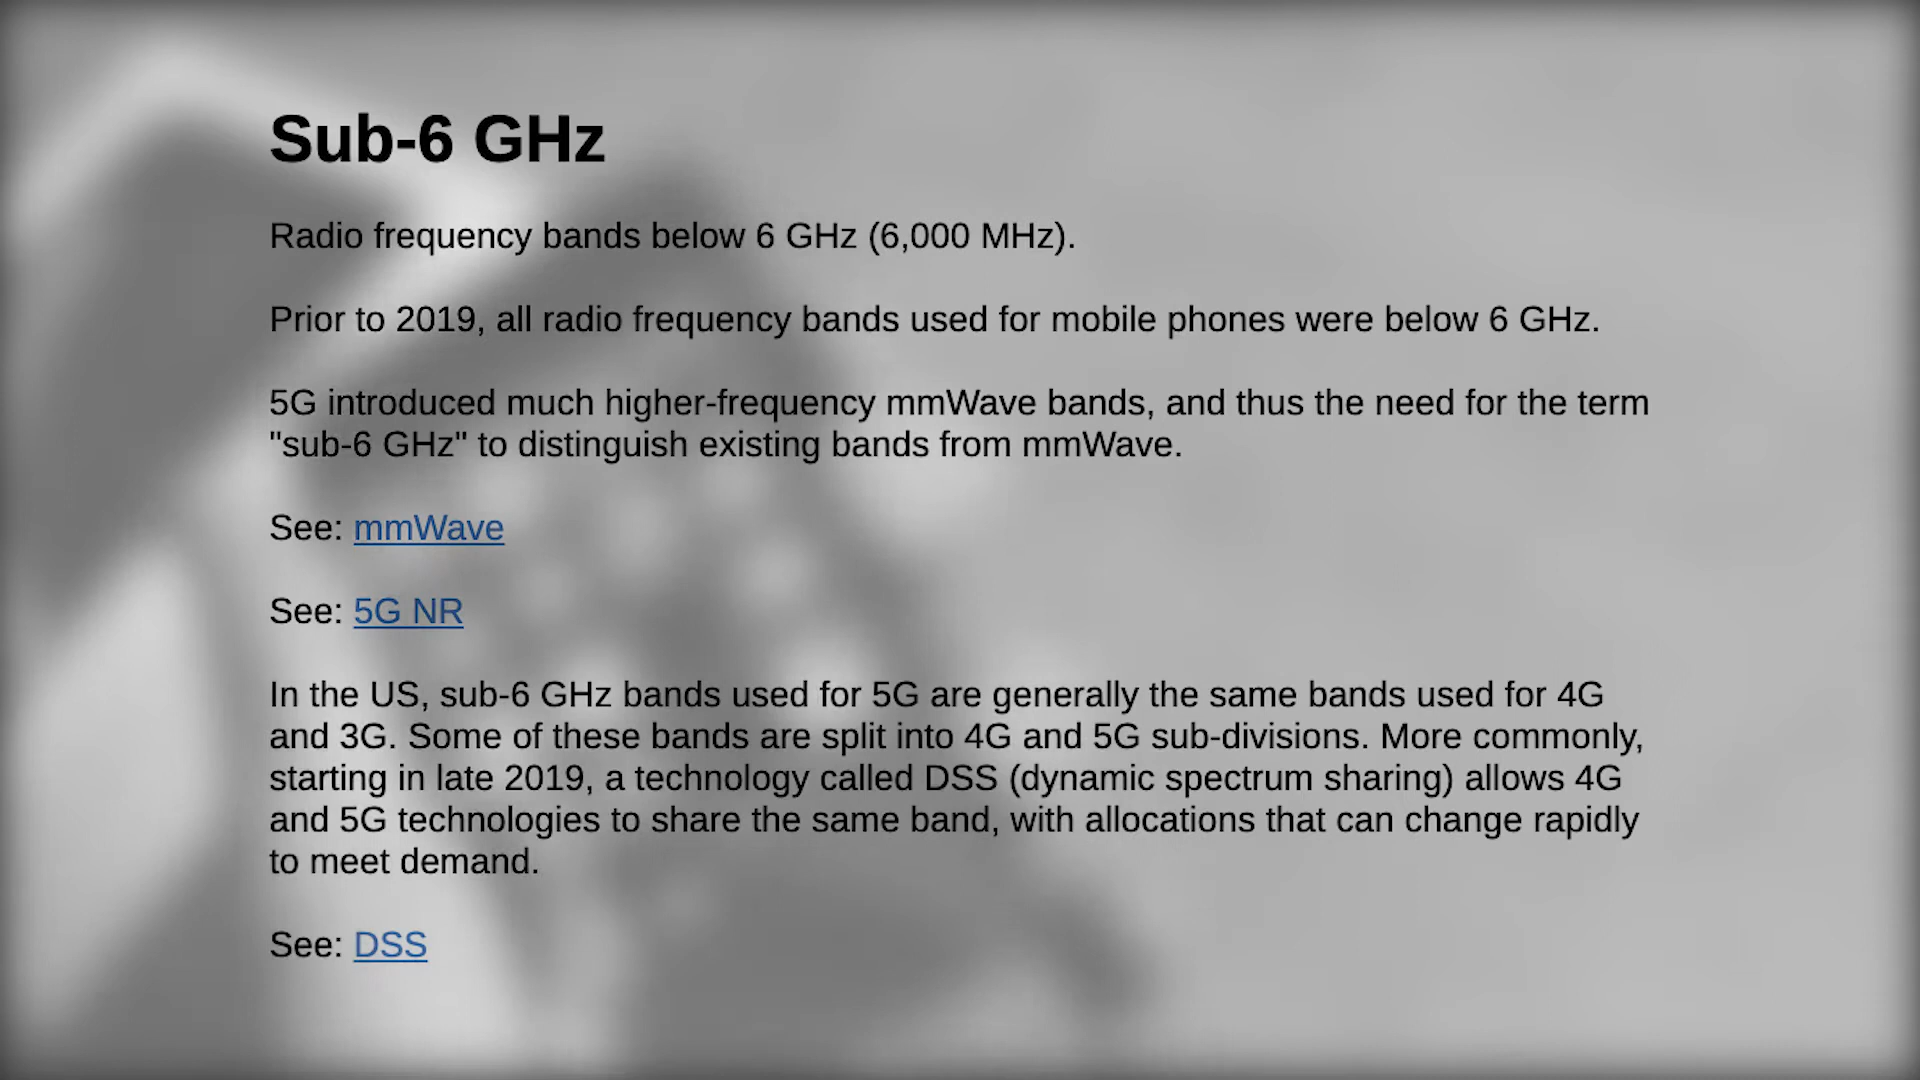 Sub-6 GHz
Radio frequency bands below 6 GHz (6,000 MHz).
Prior to 2019, all radio frequency bands used for mobile phones were below 6 GHz.
5G introduced much higher-frequency mmWave bands, and thus the need for the term
"sub-6 GHz" to distinguish existing bands from mmWave.
See: mmWave
See: 5G NR
In the US, sub-6 GHz bands used for 5G are generally the same bands used for 4G
and 3G. Some of these bands are split into 4G and 5G sub-divisions. More commonly,
starting in late 2019, a technology called DSS (dynamic spectrum sharing) allows 4G
and 5G technologies to share the same band, with allocations that can change rapidly
to meet demand.
See: DSS